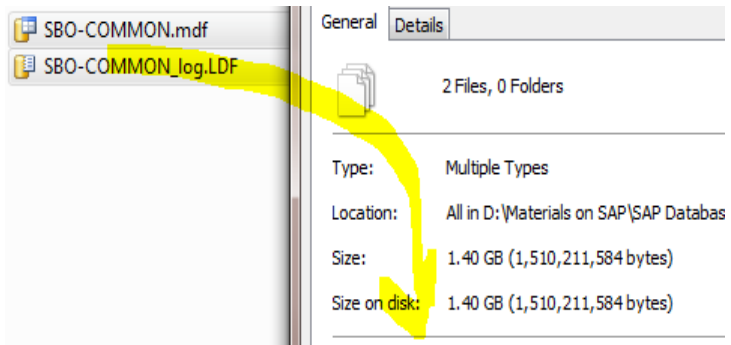 SBO-COMMON.mdf
SBO-COMMON_log.LDF
General Details
2 Files, 0 Folders
Type: Multiple Types
Location: All in D:\Materials on SAP\SAP Databas
Size: 1.40 GB (1,510,211,584 bytes)
Size on disk: 1.40 GB (1,510,211,584 bytes)